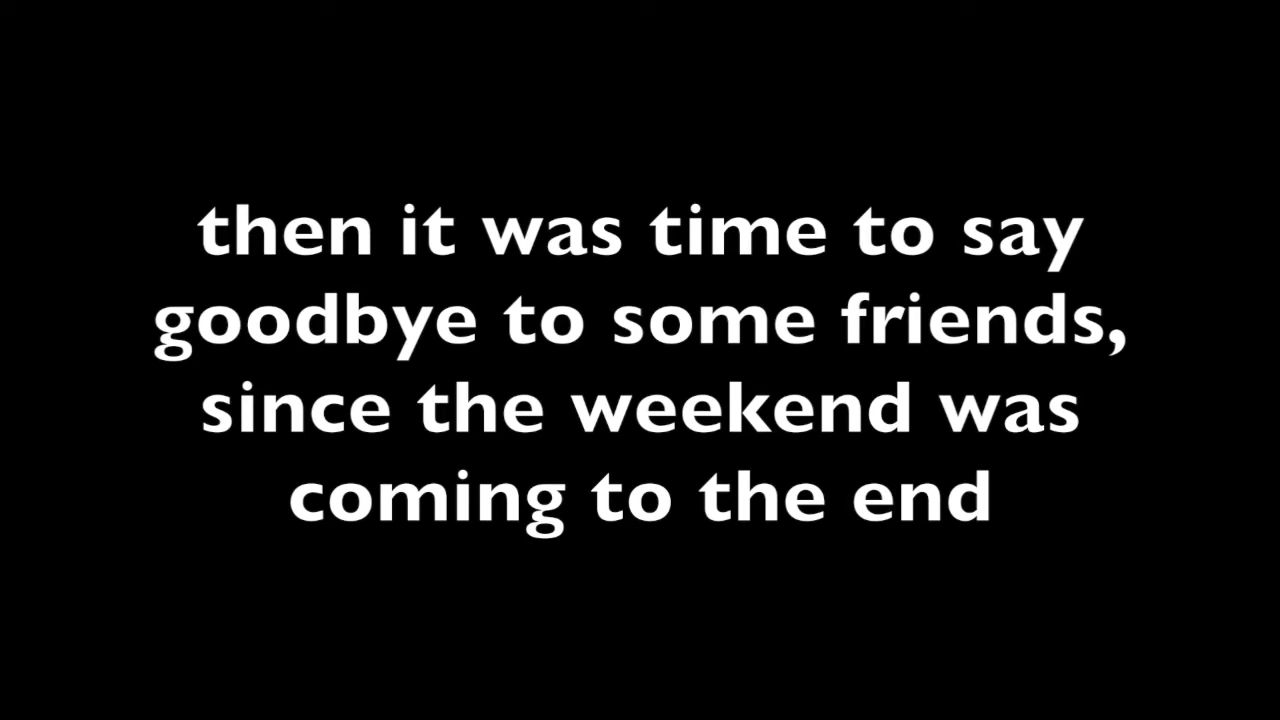 then it was time to say
goodbye to some friends,
since the weekend was
coming to the end